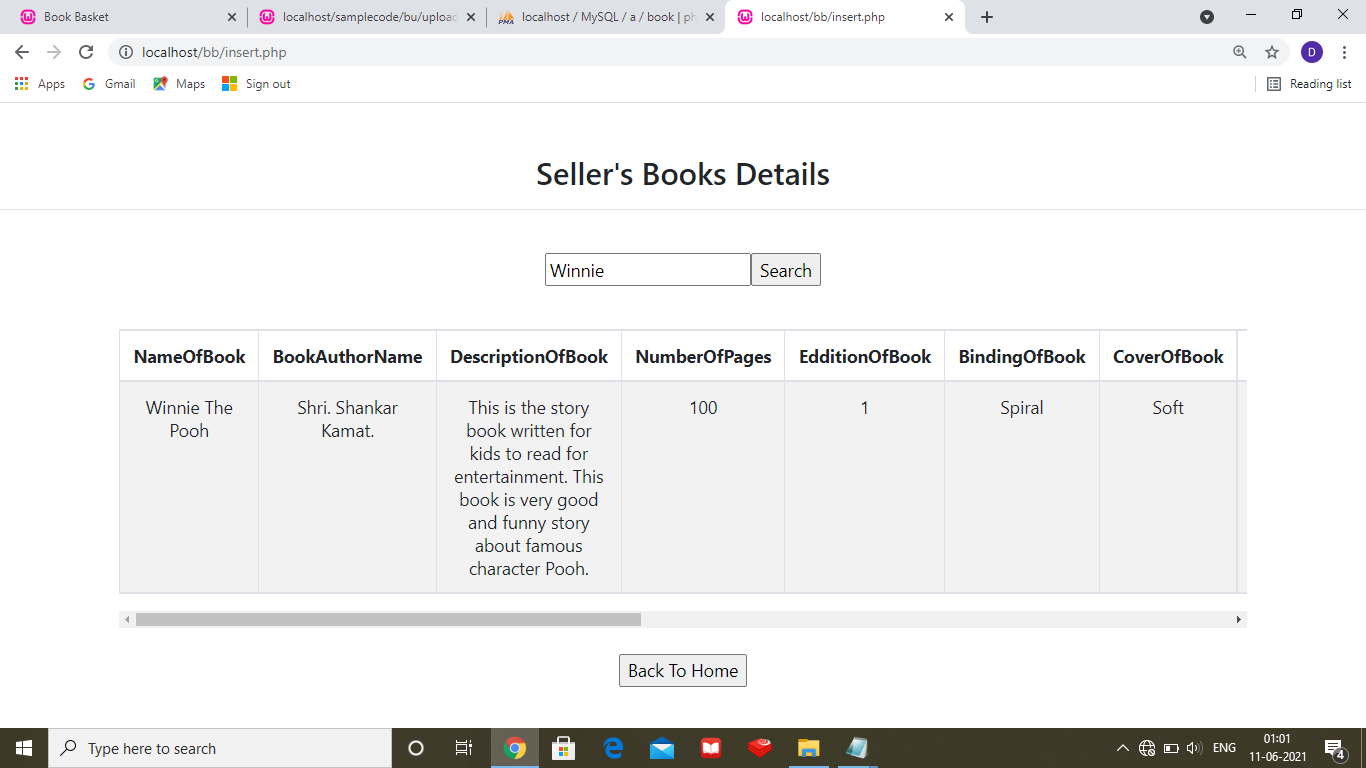 Book Basket
localhost/samplecode/bu/upload
localhost / MySQL / a / book | ph
localhost/bb/insert.php
localhost/bb/insert.php
D
Apps
Gmail
Maps
Sign out
Reading list
Seller's Books Details
Winnie
Search
NameOfBook BookAuthorName DescriptionOfBook NumberOfPages EdditionOfBook BindingOfBook CoverOfBook
Winnie The
Pooh
Shri. Shankar
Kamat.
This is the story
book written for
kids to read for
entertainment. This
book is very good
and funny story
about famous
character Pooh.
100
1
Spiral
Soft
Back To Home
Type here to search
ENG
01:01
11-06-2021
4